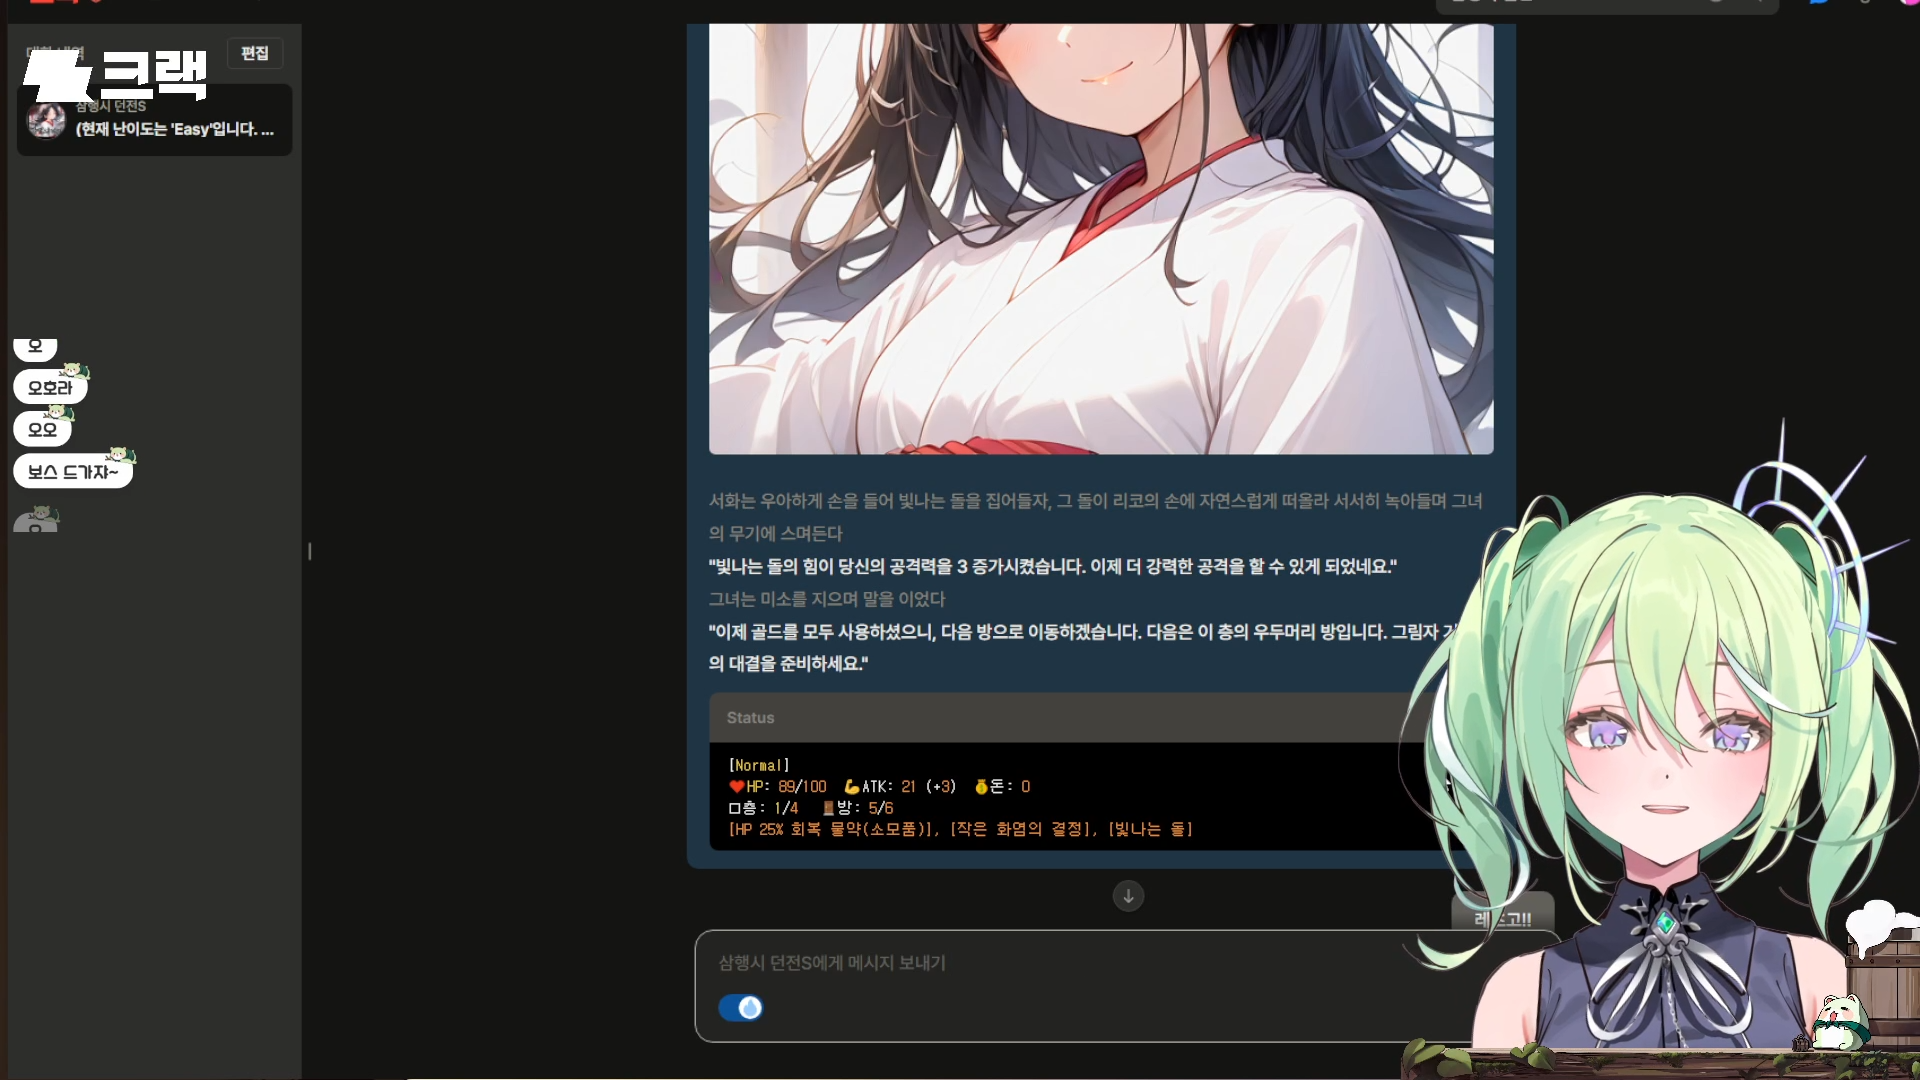 편집
크랙
삼행시 던전S
(현재 난이도는 'Easy'입니다. ...
오
오호라
오오
보스 드가자~
서화는 우아하게 손을 들어 빛나는 돌을 집어들자, 그 돌이 리코의 손에 자연스럽게 떠올라 서서히 녹아들며 그녀
의 무기에 스며든다
"빛나는 돌의 힘이 당신의 공격력을 3 증가시켰습니다. 이제 더 강력한 공격을 할 수 있게 되었네요."
그녀는 미소를 지으며 말을 이었다
"이제 골드를 모두 사용하셨으니, 다음 방으로 이동하겠습니다. 다음은 이 층의 우두머리 방입니다. 그림자
의 대결을 준비하세요."
Status
[Normal]
❤️HP: 89/100 💪ATK: 21 (+3) 💰돈: 0
층: 1/4 🚪방: 5/6
[HP 25% 회복 물약(소모품)], [작은 화염의 결정], [빛나는 돌]
삼행시 던전S에게 메시지 보내기